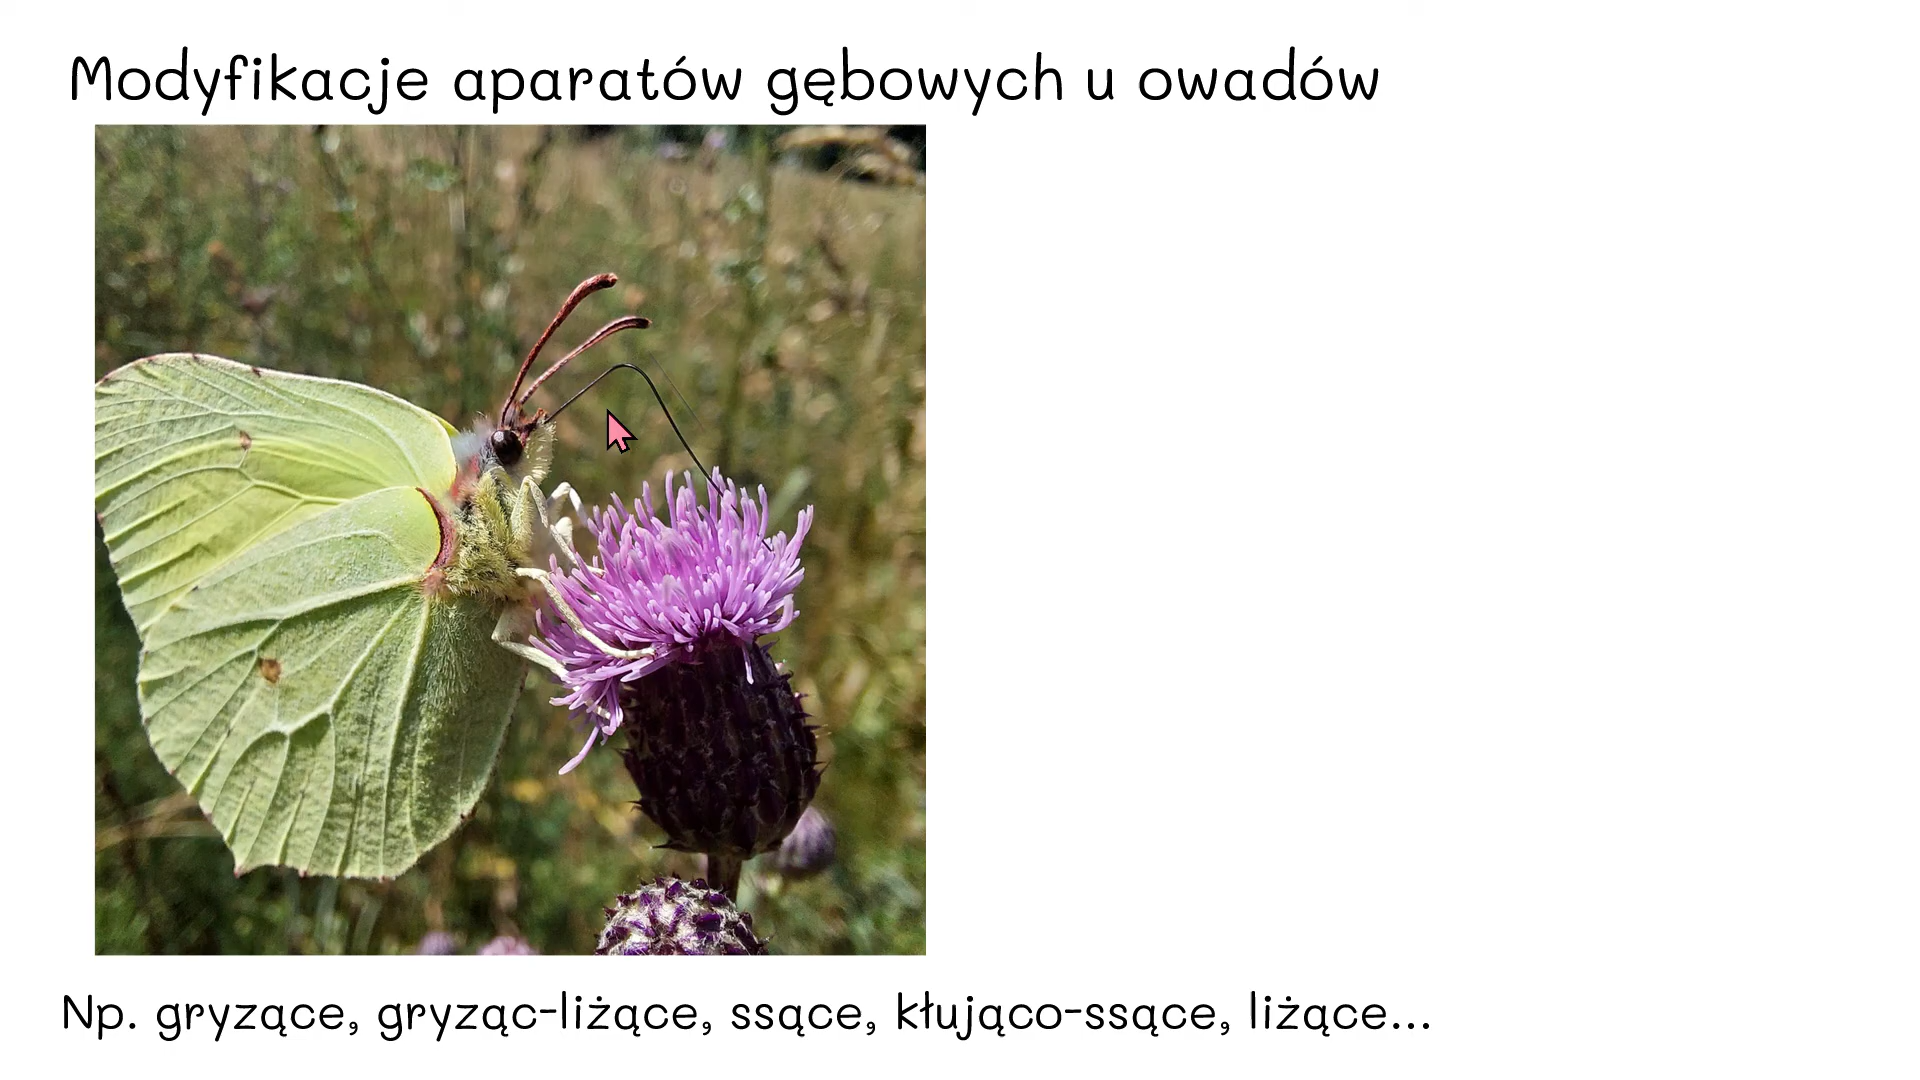 Modyfikacje aparatów gębowych u owadów
Np. gryzące, gryząc-liżące, ssące, kłująco-ssące, liżące...